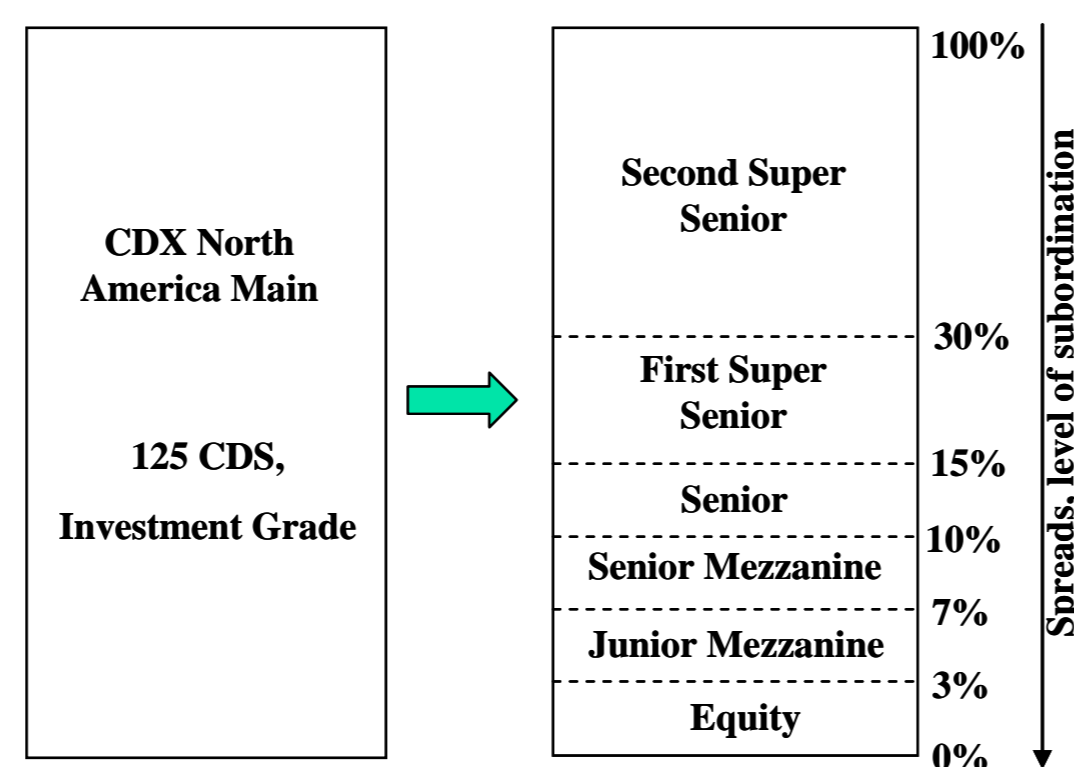 CDX North
America Main
125 CDS,
Investment Grade
100%
Second Super
Senior
30%
First Super
Senior
15%
Senior
10%
Senior Mezzanine
7%
Junior Mezzanine
3%
Equity
0%
Spreads, level of subordination